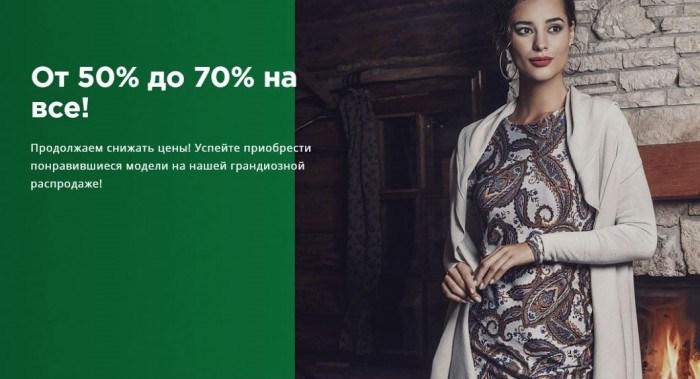 От 50% до 70% на
все!
Продолжаем снижать цены! Успейте приобрести
понравившиеся модели на нашей грандиозной
распродаже!